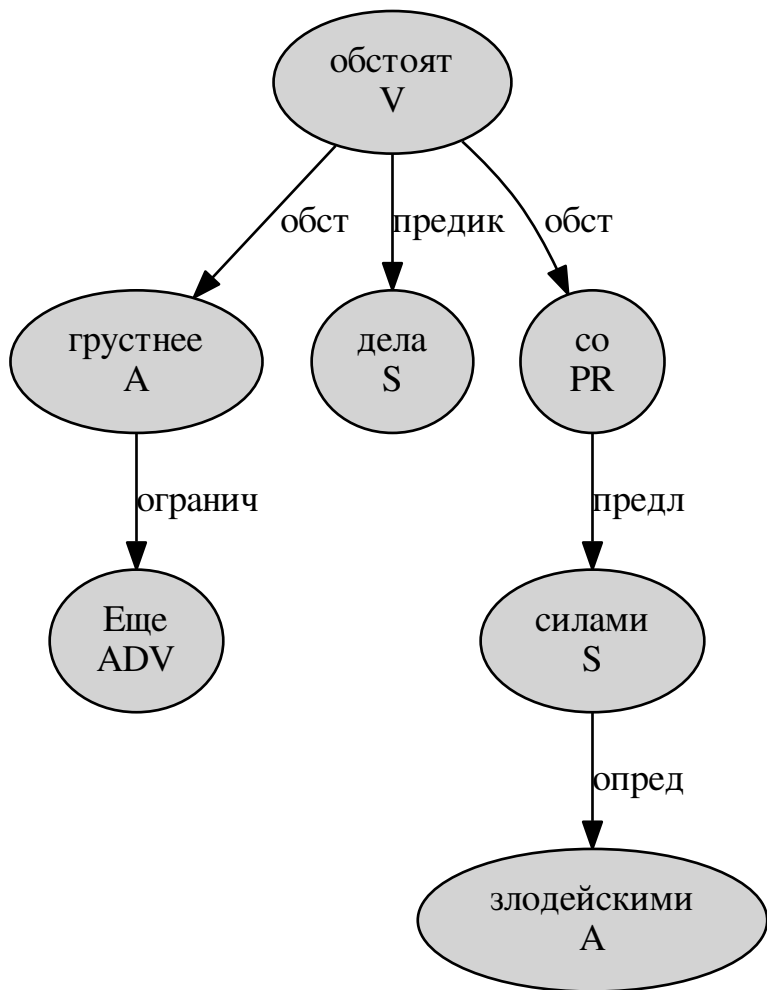 обстоят
V
обст
предик
обст
грустнее
A
дела
S
со
PR
огранич
предл
Еще
ADV
силами
S
опред
злодейскими
A